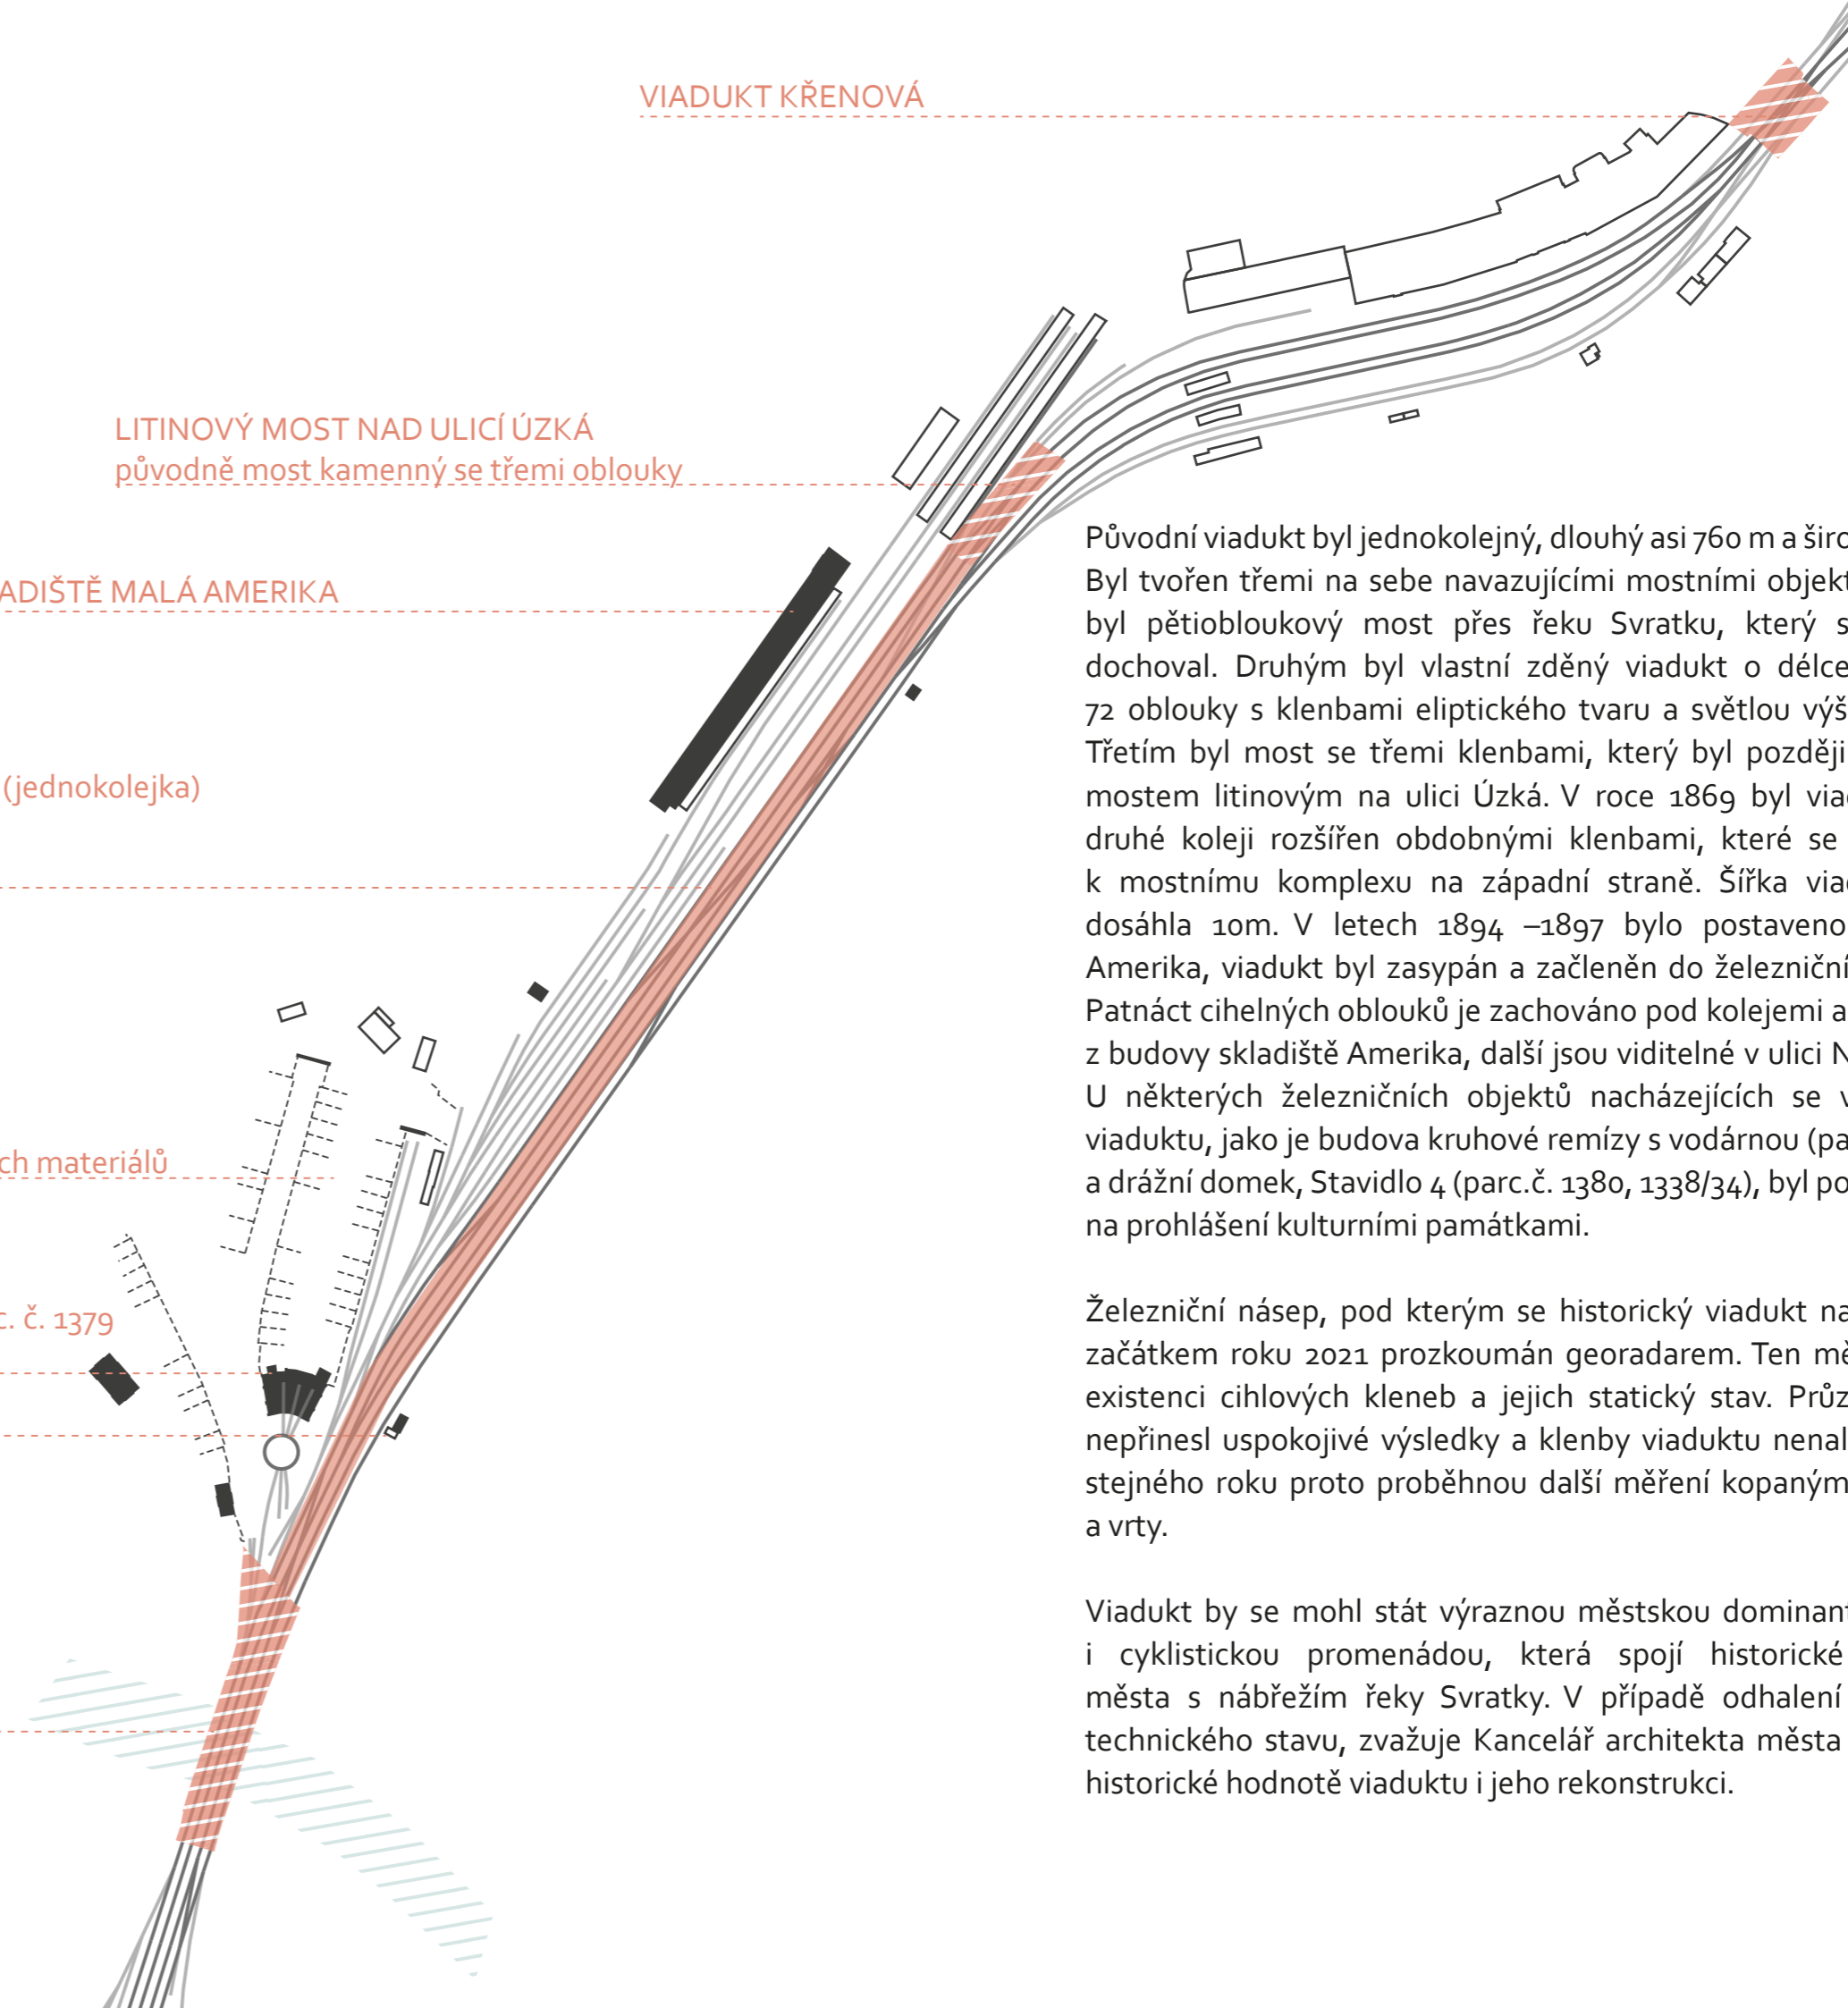 VIADUKT KŘENOVÁ
LITINOVÝ MOST NAD ULICÍ ÚZKÁ
původně most kamenný se třemi oblouky
ADIŠTĚ MALÁ AMERIKA
(jednokolejka)
ch materiálů
c. č. 1379
Původní viadukt byl jednokolejný, dlouhý asi 760 m a širo
Byl tvořen třemi na sebe navazujícími mostními objekt
byl pětiobloukový most přes řeku Svratku, který s
dochoval. Druhým byl vlastní zděný viadukt o délce
72 oblouky s klenbami eliptického tvaru a světlou výš
Třetím byl most se třemi klenbami, který byl později
mostem litinovým na ulici Úzká. V roce 1869 byl viad
druhé koleji rozšířen obdobnými klenbami, které se
k mostnímu komplexu na západní straně. Šířka viad
dosáhla 10m. V letech 1894 –1897 bylo postaveno
Amerika, viadukt byl zasypán a začleněn do železniční
Patnáct cihelných oblouků je zachováno pod kolejemi a
z budovy skladiště Amerika, další jsou viditelné v ulici N
U některých železničních objektů nacházejících se v
viaduktu, jako je budova kruhové remízy s vodárnou (pa
a drážní domek, Stavidlo 4 (parc.č. 1380, 1338/34), byl po
na prohlášení kulturními památkami.
Železniční násep, pod kterým se historický viadukt na
začátkem roku 2021 prozkoumán georadarem. Ten mě
existenci cihlových kleneb a jejich statický stav. Průz
nepřinesl uspokojivé výsledky a klenby viaduktu nenal
stejného roku proto proběhnou další měření kopaným
a vrty.
Viadukt by se mohl stát výraznou městskou dominant
i cyklistickou promenádou, která spojí historické
města s nábřežím řeky Svratky. V případě odhalení
technického stavu, zvažuje Kancelář architekta města
historické hodnotě viaduktu i jeho rekonstrukci.